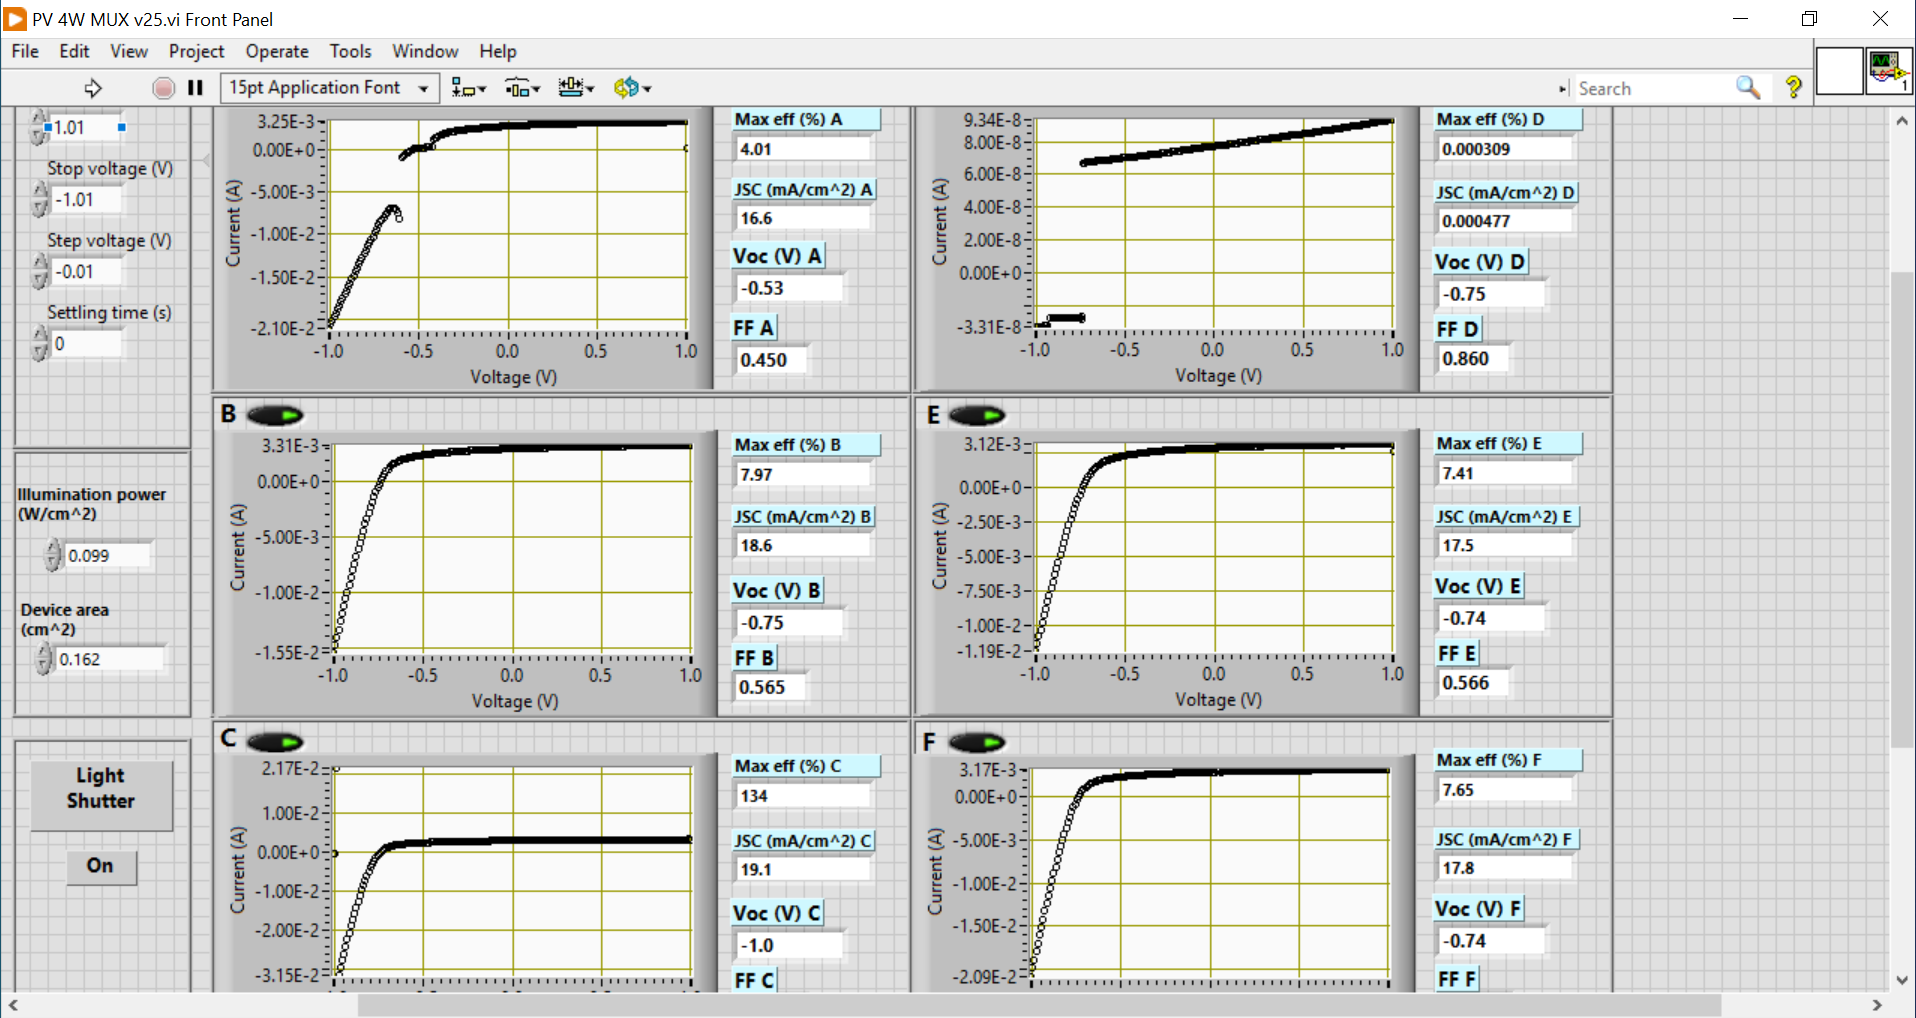 PV 4W MUX v25.vi Front Panel
File Edit View Project Operate Tools Window Help
15pt Application Font
Search
1
1.01
Stop voltage (V)
-1.01
Step voltage (V)
-0.01
Settling time (s)
0
Illumination power
(W/cm^2)
0.099
Device area
(cm^2)
0.162
Light
Shutter
On
3.25E-3
0.00E+0
-5.00E-3
-1.00E-2
-1.50E-2
-2.10E-2
Current (A)
-1.0 -0.5 0.0 0.5 1.0
Voltage (V)
Max eff (%) A
4.01
JSC (mA/cm^2) A
16.6
Voc (V) A
-0.53
FF A
0.450
9.34E-8
8.00E-8
6.00E-8
4.00E-8
2.00E-8
0.00E+0
-3.31E-8
Current (A)
-1.0 -0.5 0.0 0.5 1.0
Voltage (V)
Max eff (%) D
0.000309
JSC (mA/cm^2) D
0.000477
Voc (V) D
-0.75
FF D
0.860
B
3.31E-3
0.00E+0
-5.00E-3
-1.00E-2
-1.55E-2
Current (A)
-1.0 -0.5 0.0 0.5 1.0
Voltage (V)
Max eff (%) B
7.97
JSC (mA/cm^2) B
18.6
Voc (V) B
-0.75
FF B
0.565
E
3.12E-3
0.00E+0
-2.50E-3
-5.00E-3
-7.50E-3
-1.00E-2
-1.19E-2
Current (A)
-1.0 -0.5 0.0 0.5 1.0
Voltage (V)
Max eff (%) E
7.41
JSC (mA/cm^2) E
17.5
Voc (V) E
-0.74
FF E
0.566
C
2.17E-2
1.00E-2
0.00E+0
-1.00E-2
-2.00E-2
-3.15E-2
Current (A)
Max eff (%) C
134
JSC (mA/cm^2) C
19.1
Voc (V) C
-1.0
FF C
F
3.17E-3
0.00E+0
-5.00E-3
-1.00E-2
-1.50E-2
-2.09E-2
Current (A)
Max eff (%) F
7.65
JSC (mA/cm^2) F
17.8
Voc (V) F
-0.74
FF F